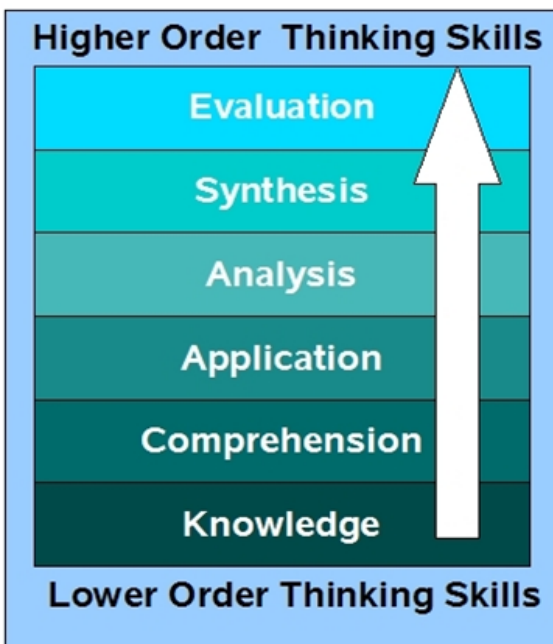 Higher Order Thinking Skills
Evaluation
Synthesis
Analysis
Application
Comprehension
Knowledge
Lower Order Thinking Skills